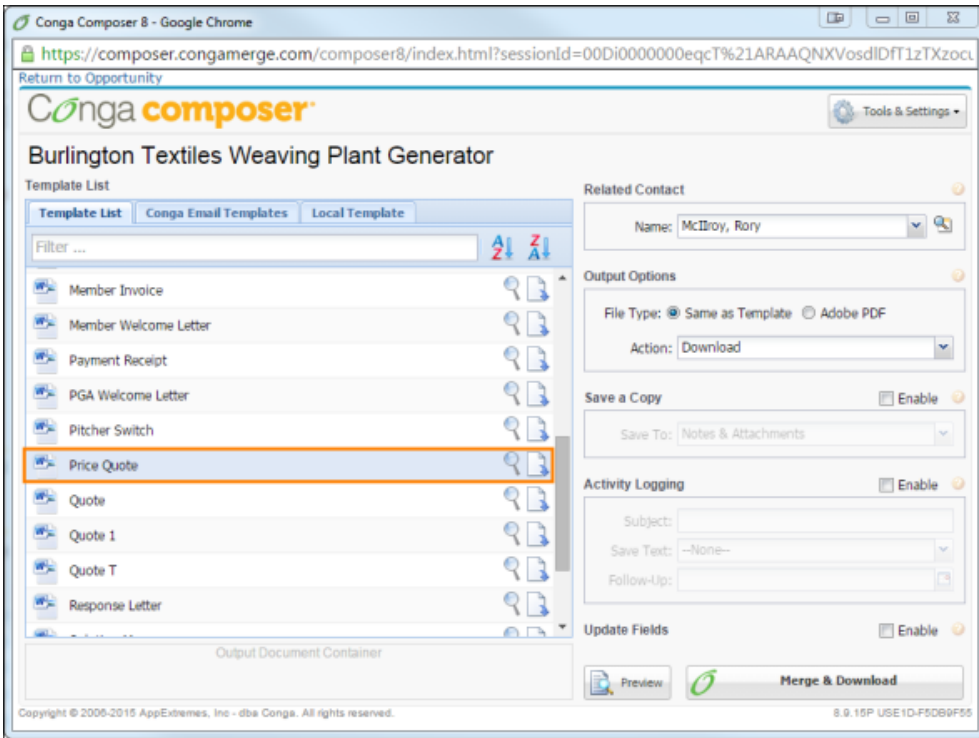 Conga Composer 8 - Google Chrome
https://composer.congamerge.com/composer8/index.html?sessionId=00Di0000000eqcT%21ARAAQNXVosdlDfT1zTXzocu
Return to Opportunity
Conga composer
Tools & Settings
Burlington Textiles Weaving Plant Generator
Template List
Template List Conga Email Templates Local Template
Filter ...
A Z Z A
Member Invoice
Member Welcome Letter
Payment Receipt
PGA Welcome Letter
Pitcher Switch
Price Quote
Quote
Quote 1
Quote T
Response Letter
Output Document Container
Related Contact
Name: McIlroy, Rory
Output Options
File Type: Same as Template Adobe PDF
Action: Download
Save a Copy Enable
Save To: Notes & Attachments
Activity Logging Enable
Subject:
Save Text: --None--
Follow-Up:
Update Fields Enable
Preview Merge & Download
Copyright © 2006-2015 AppExtremes, Inc - dba Conga. All rights reserved. 8.9.15P USE1D-F5DB9F55